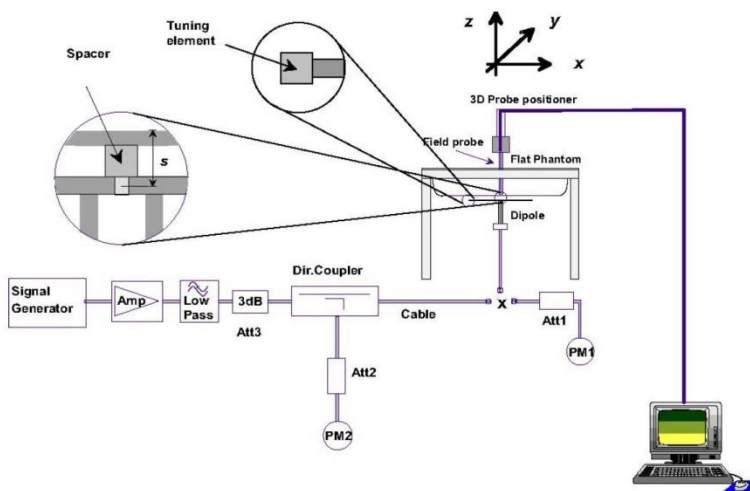 Tuning
element
Spacer
s
z
y
x
3D Probe positioner
Field probe
Flat Phantom
Dipole
Dir.Coupler
Signal
Generator
Amp
Low
Pass
3dB
Att3
Cable
x
Att1
PM1
Att2
PM2